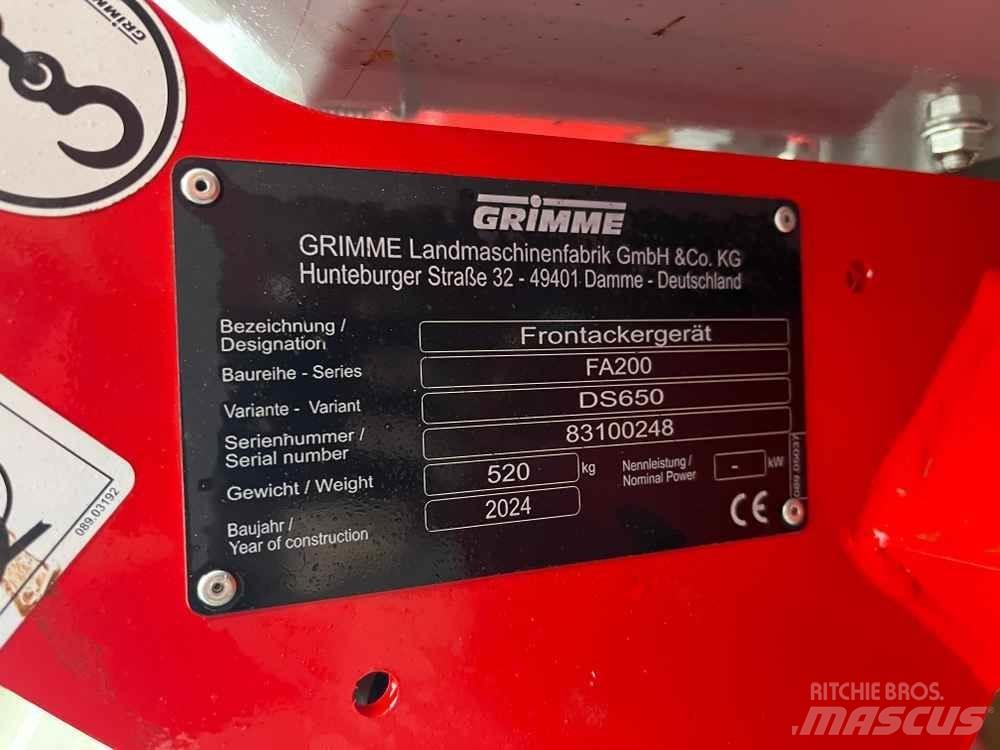 GRIMME
GRIMME
GRIMME Landmaschinenfabrik GmbH &Co. KG
Hunteburger Straße 32 - 49401 Damme - Deutschland
Bezeichnung /
Designation
Frontackergerät
Baureihe - Series
FA200
Variante - Variant
DS650
Serienhummer /
Serial number
83100248
Gewicht / Weight
520
kg
Nennleistung /
Nominal Power
-
kW
Baujahr /
Year of construction
2024
CE
089.03192
RITCHIE BROS.
MASCUS